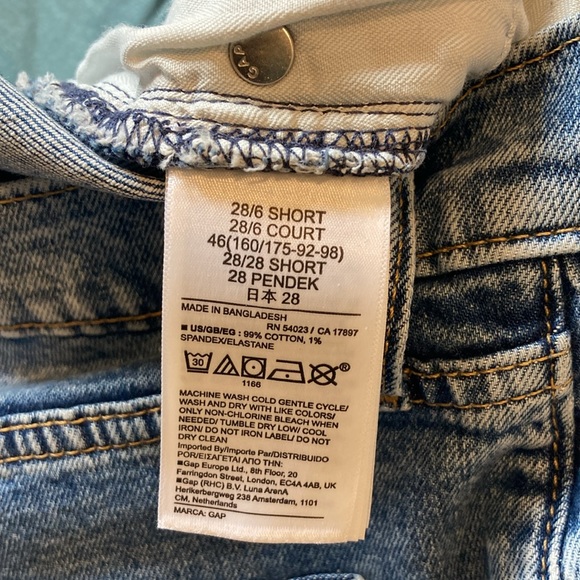 GAP
28/6 SHORT
28/6 COURT
46(160/175-92-98)
28/28 SHORT
28 PENDEK
日本 28
MADE IN BANGLADESH
RN 54023 / CA 17897
■ US/GB/EG : 99% COTTON, 1%
SPANDEX/ELASTANE
30
®
1166
MACHINE WASH COLD GENTLE CYCLE/
WASH AND DRY WITH LIKE COLORS/
ONLY NON-CHLORINE BLEACH WHEN
NEEDED/ TUMBLE DRY LOW/ COOL
IRON/ DO NOT IRON LABEL/ DO NOT
DRY CLEAN
Imported by/Importe Par/DISTRIBUIDO
POR/ΕΙΣΑΓΕΤΑΙ ΑΠΟ ΤΗΝ:
■Gap Europe Ltd., 8th Floor, 20
Farringdon Street, London, EC4A 4AB, UK
■Gap (RHC) B.V. Luna ArenA
Herikerbergweg 238 Amsterdam, 1101
CM, Netherlands
MARCA: GAP